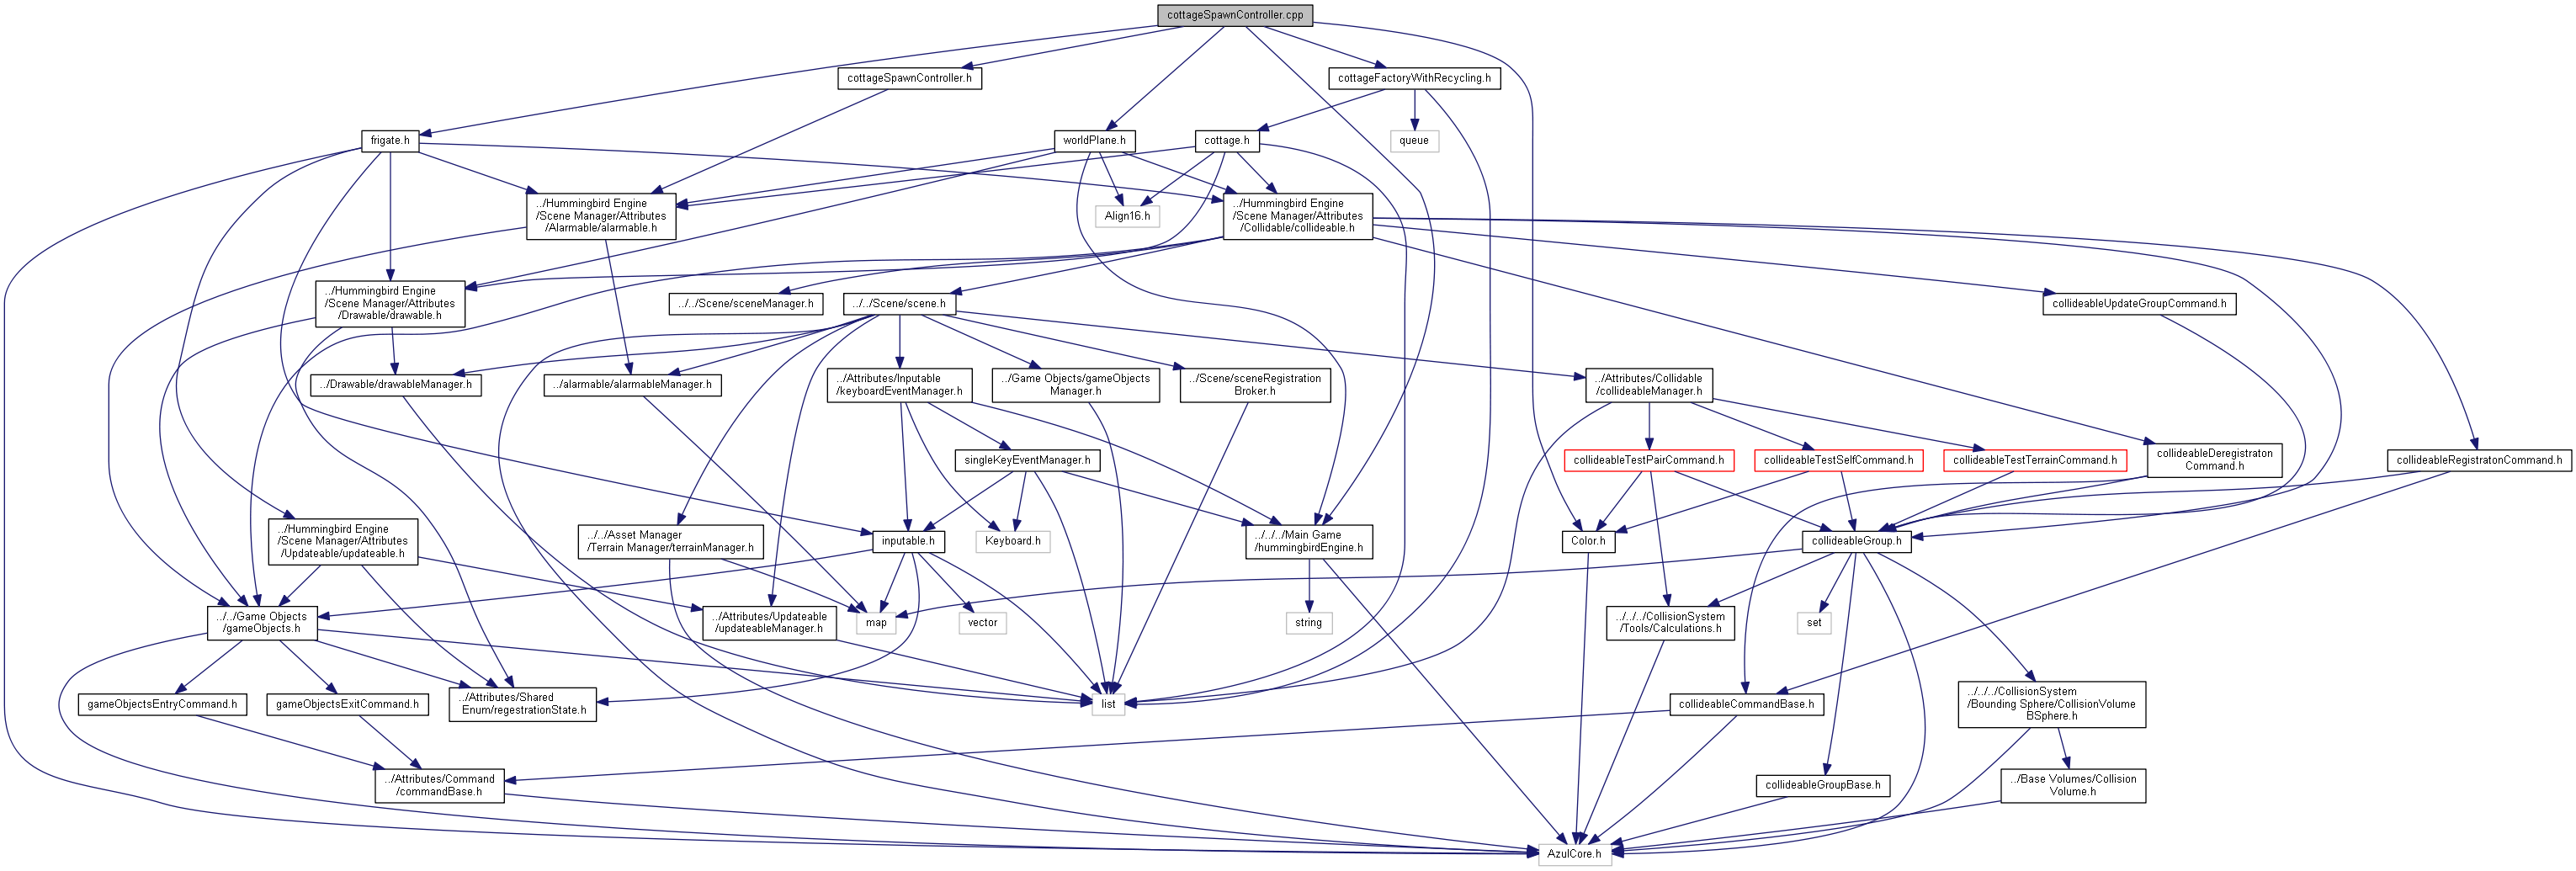 cottageSpawnController.cpp
cottageSpawnController.h
cottageFactoryWithRecycling.h
frigate.h
worldPlane.h
cottage.h
queue
../Hummingbird Engine
/Scene Manager/Attributes
/Alarmable/alarmable.h
Align16.h
../Hummingbird Engine
/Scene Manager/Attributes
/Collidable/collideable.h
../Hummingbird Engine
/Scene Manager/Attributes
/Drawable/drawable.h
../../Scene/sceneManager.h
../../Scene/scene.h
collideableUpdateGroupCommand.h
../Drawable/drawableManager.h
../alarmable/alarmableManager.h
../Attributes/Inputable
/keyboardEventManager.h
../Game Objects/gameObjects
Manager.h
../Scene/sceneRegistration
Broker.h
../Attributes/Collidable
/collideableManager.h
singleKeyEventManager.h
collideableTestPairCommand.h
collideableTestSelfCommand.h
collideableTestTerrainCommand.h
collideableDeregistraton
Command.h
collideableRegistratonCommand.h
../Hummingbird Engine
/Scene Manager/Attributes
/Updateable/updateable.h
../../Asset Manager
/Terrain Manager/terrainManager.h
inputable.h
Keyboard.h
../../../Main Game
/hummingbirdEngine.h
Color.h
collideableGroup.h
../../Game Objects
/gameObjects.h
../Attributes/Updateable
/updateableManager.h
map
vector
string
../../../CollisionSystem
/Tools/Calculations.h
set
gameObjectsEntryCommand.h
gameObjectsExitCommand.h
../Attributes/Shared
Enum/regestrationState.h
list
collideableCommandBase.h
../../../CollisionSystem
/Bounding Sphere/CollisionVolume
BSphere.h
../Attributes/Command
/commandBase.h
collideableGroupBase.h
../Base Volumes/Collision
Volume.h
AzulCore.h